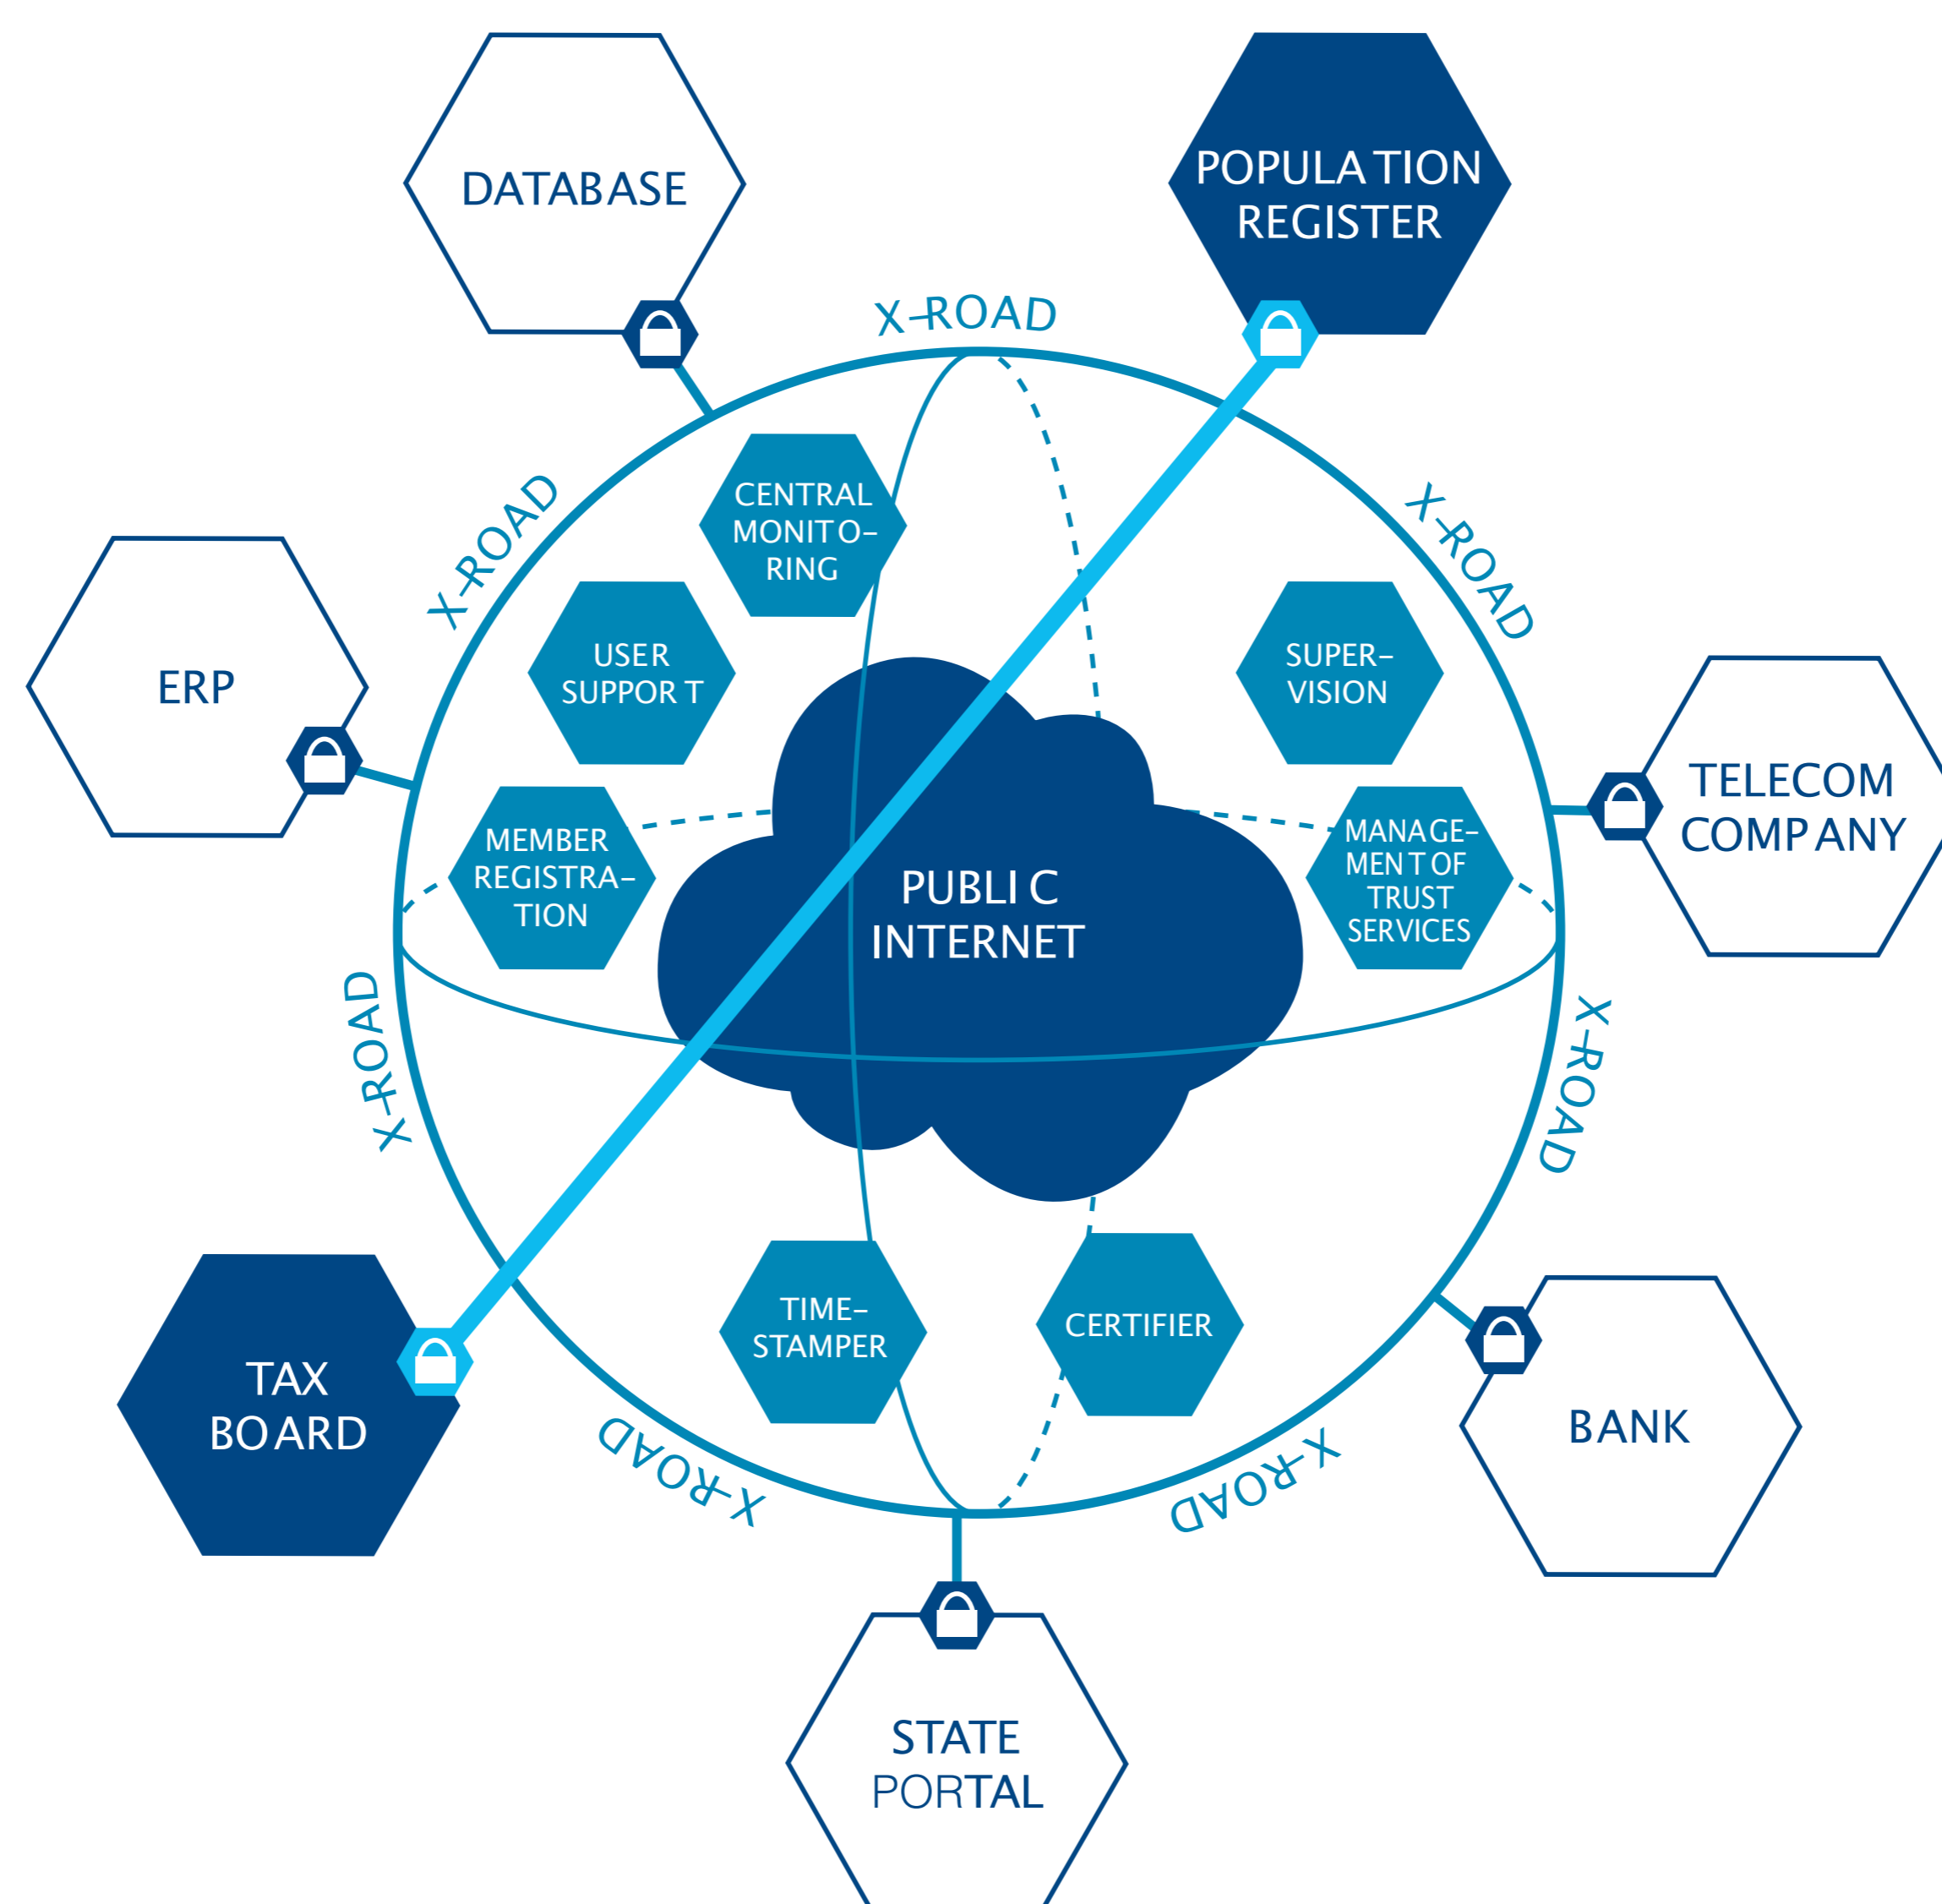 DATABASE
POPULATION
REGISTER
X-ROAD
X-ROAD
X-ROAD
CENTRAL
MONITO-
RING
USER
SUPPORT
SUPER-
VISION
ERP
TELECOM
COMPANY
MEMBER
REGISTRA-
TION
PUBLIC
INTERNET
MANAGE-
MENT OF
TRUST
SERVICES
X-ROAD
X-ROAD
TIME-
STAMPER
CERTIFIER
TAX
BOARD
BANK
X-ROAD
X-ROAD
STATE
PORTAL